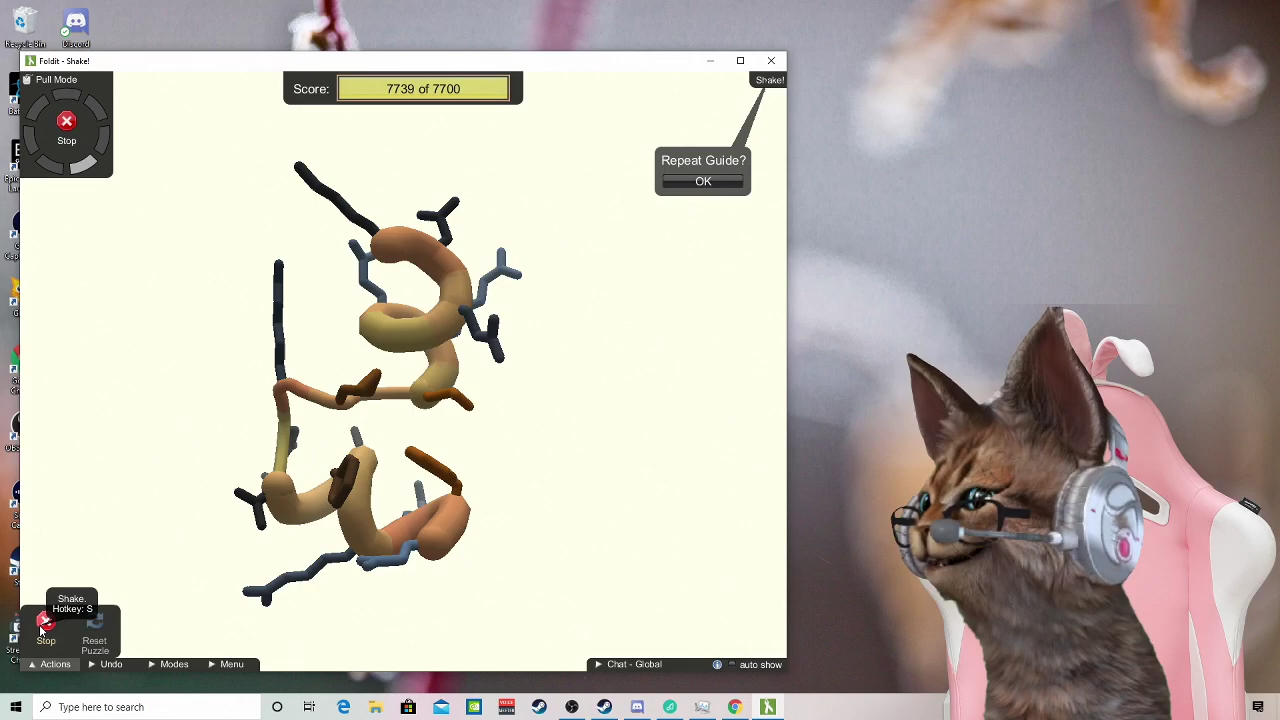 Recycle Bin
Discord
Foldit - Shake!
Pull Mode
Stop
Score:
7739 of 7700
Shake!
Repeat Guide?
OK
Shake.
Hotkey: S
Stop
Reset
Puzzle
Actions
Undo
Modes
Menu
Chat - Global
auto show
Type here to search